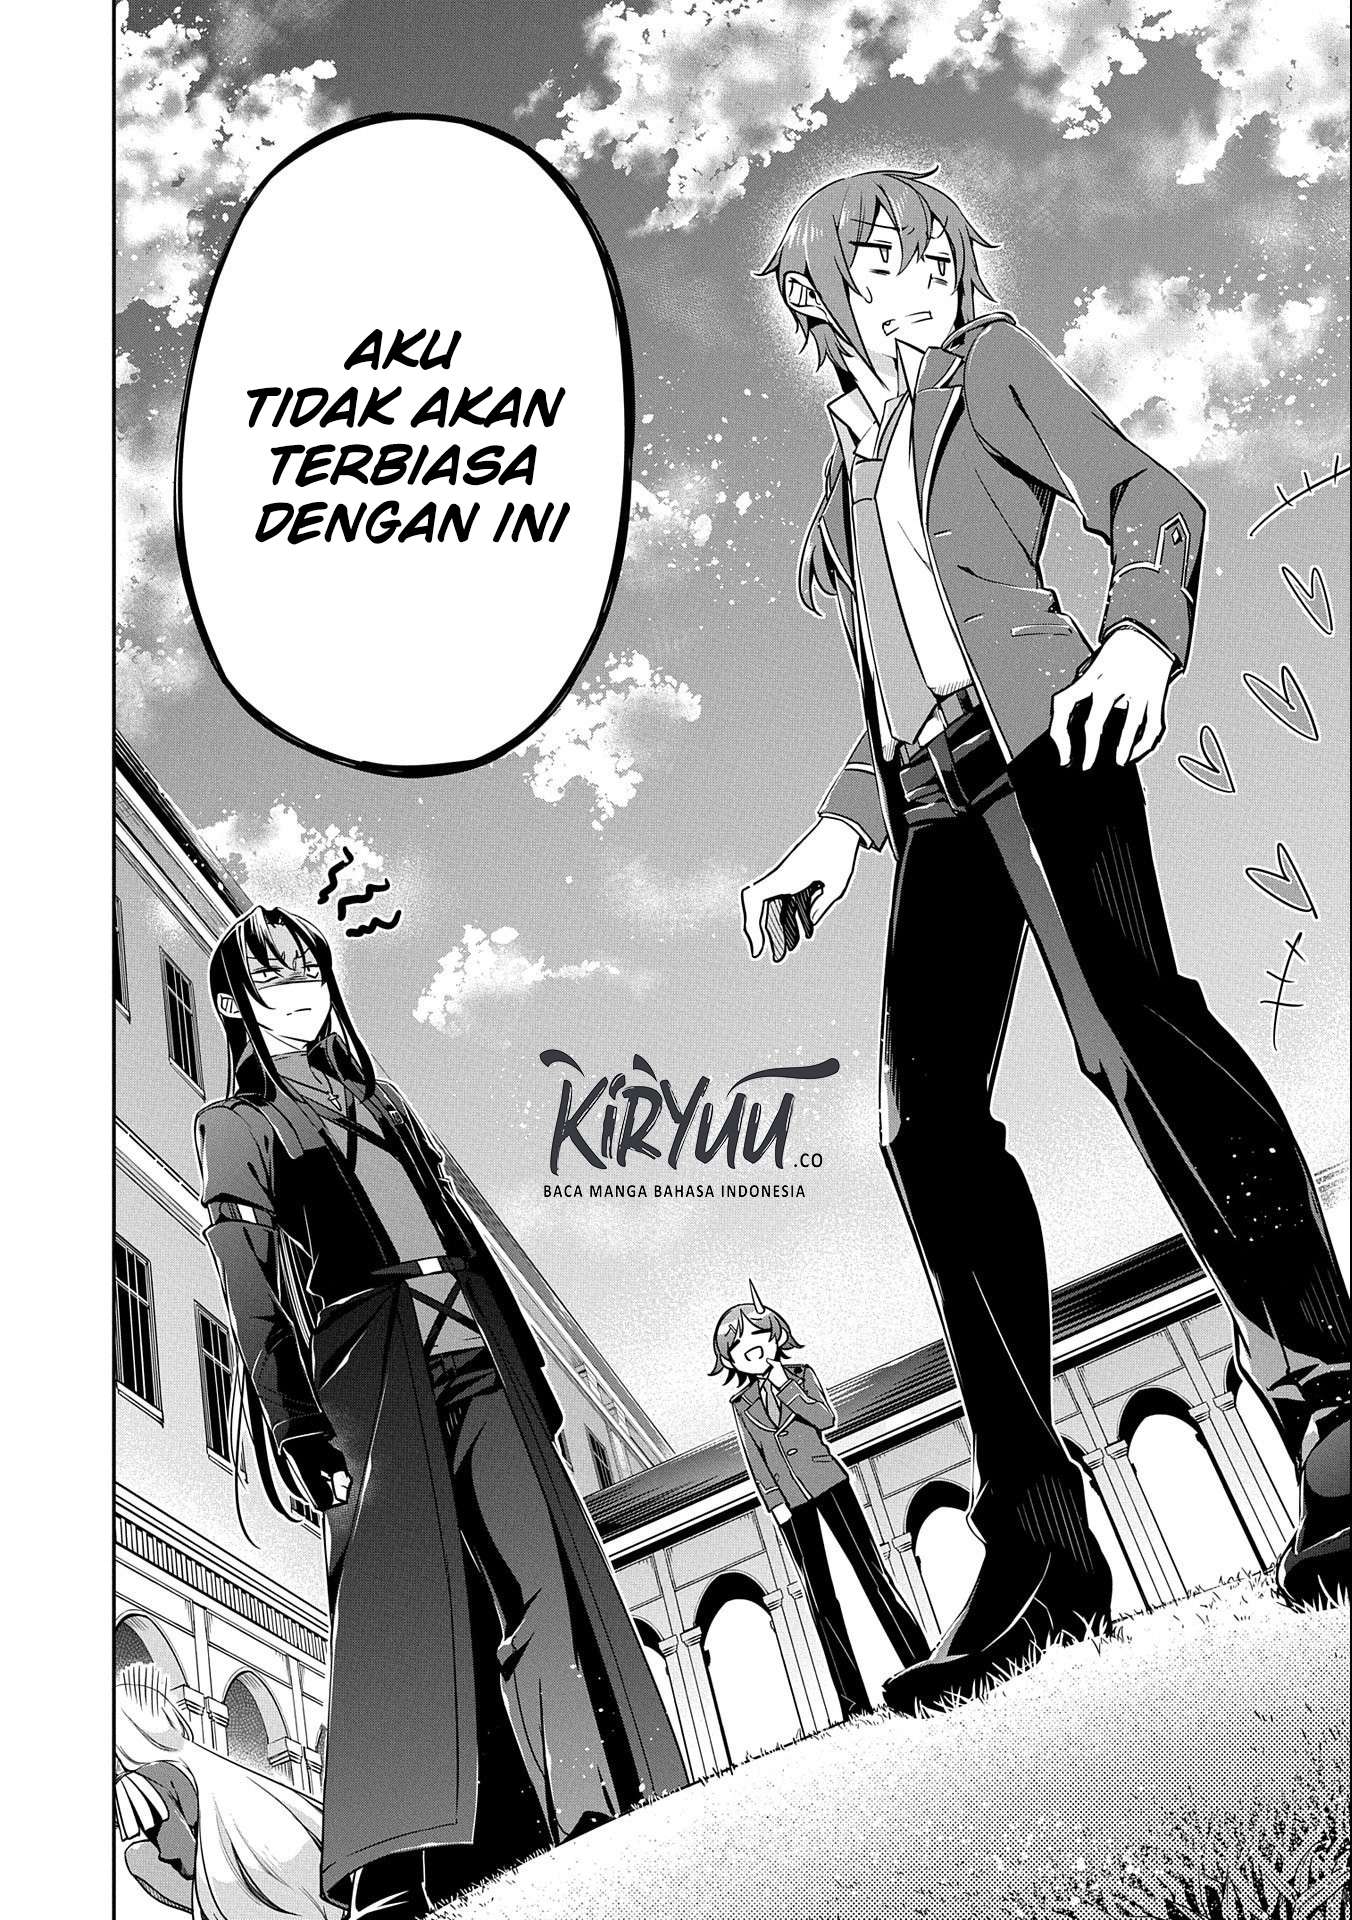 AKU
TIDAK AKAN
TERBIASA
DENGAN INI
KIRYUU.CO
BACA MANGA BAHASA INDONESIA